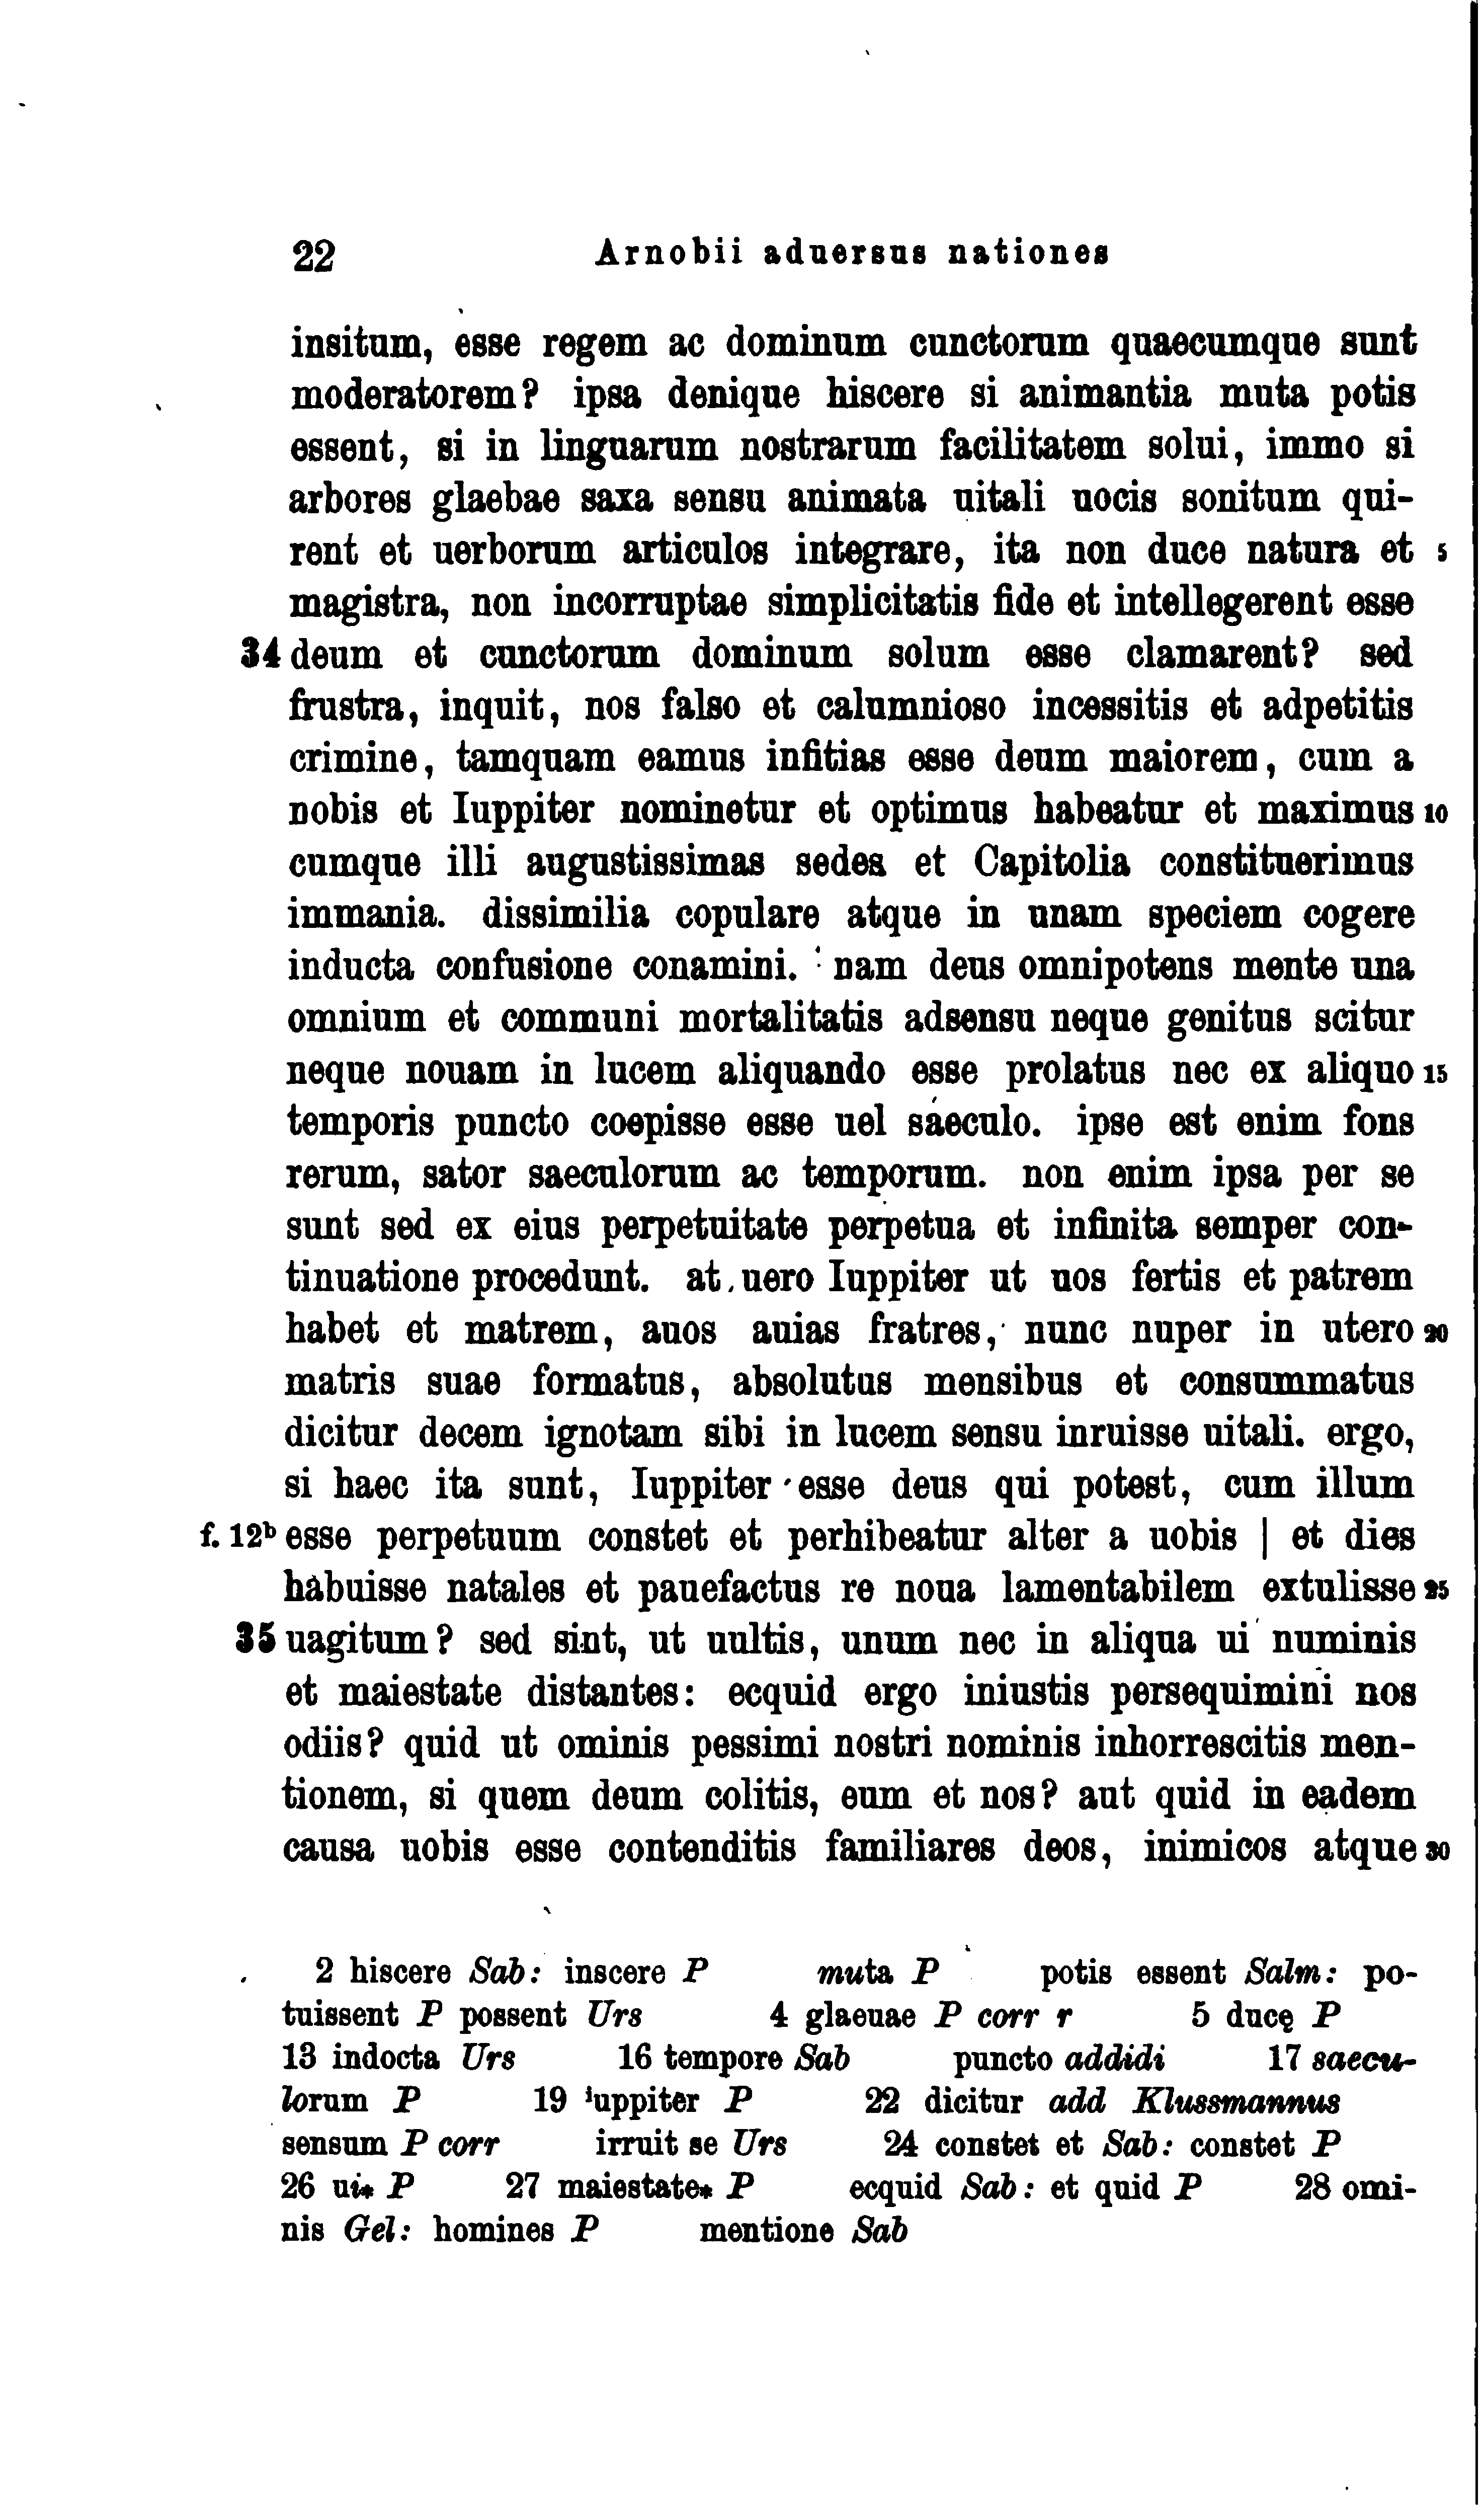 22 Arnobii aduersus nationes
insitum, esse regem ac dominum cunctorum quaecumque sunt
moderatorem? ipsa denique hiscere si animantia muta potis
essent, si in linguarum nostrarum facilitatem solui, immo si
arbores glaebae saxa sensu animata uitali uocis sonitum qui-
rent et uerborum articulos integrare, ita non duce natura et 5
magistra, non incorruptae simplicitatis fide et intellegerent esse
34 deum et cunctorum dominum solum esse clamarent? sed
frustra, inquit, nos falso et calumnioso incessitis et adpetitis
crimine, tamquam eamus infitias esse deum maiorem, cum a
nobis et Iuppiter nominetur et optimus habeatur et maximus 10
cumque illi augustissimas sedes et Capitolia constituerimus
immania. dissimilia copulare atque in unam speciem cogere
inducta confusione conamini. nam deus omnipotens mente una
omnium et communi mortalitatis adsensu neque genitus scitur
neque nouam in lucem aliquando esse prolatus nec ex aliquo 15
temporis puncto coepisse esse uel saeculo. ipse est enim fons
rerum, sator saeculorum ac temporum. non enim ipsa per se
sunt sed ex eius perpetuitate perpetua et infinita semper con-
tinuatione procedunt. at uero Iuppiter ut uos fertis et patrem
habet et matrem, auos auias fratres, nunc nuper in utero 20
matris suae formatus, absolutus mensibus et consummatus
dicitur decem ignotam sibi in lucem sensu inruisse uitali. ergo,
si haec ita sunt, Iuppiter esse deus qui potest, cum illum
f. 12ᵇ esse perpetuum constet et perhibeatur alter a uobis | et dies
habuisse natales et pauefactus re noua lamentabilem extulisse 25
35 uagitum? sed sint, ut uultis, unum nec in aliqua ui numinis
et maiestate distantes: ecquid ergo iniustis persequimini nos
odiis? quid ut ominis pessimi nostri nominis inhorrescitis men-
tionem, si quem deum colitis, eum et nos? aut quid in eadem
causa uobis esse contenditis familiares deos, inimicos atque 30
2 hiscere Sab: inscere P muta P potis essent Salm: po-
tuissent P possent Urs 4 glaeuae P corr r 5 ducę P
13 indocta Urs 16 tempore Sab puncto addidi 17 saecu-
lorum P 19 ⁱuppiter P 22 dicitur add Klussmannus
sensum P corr irruit se Urs 24 constet et Sab: constet P
26 ui* P 27 maiestate* P ecquid Sab: et quid P 28 omi-
nis Gel: homines P mentione Sab